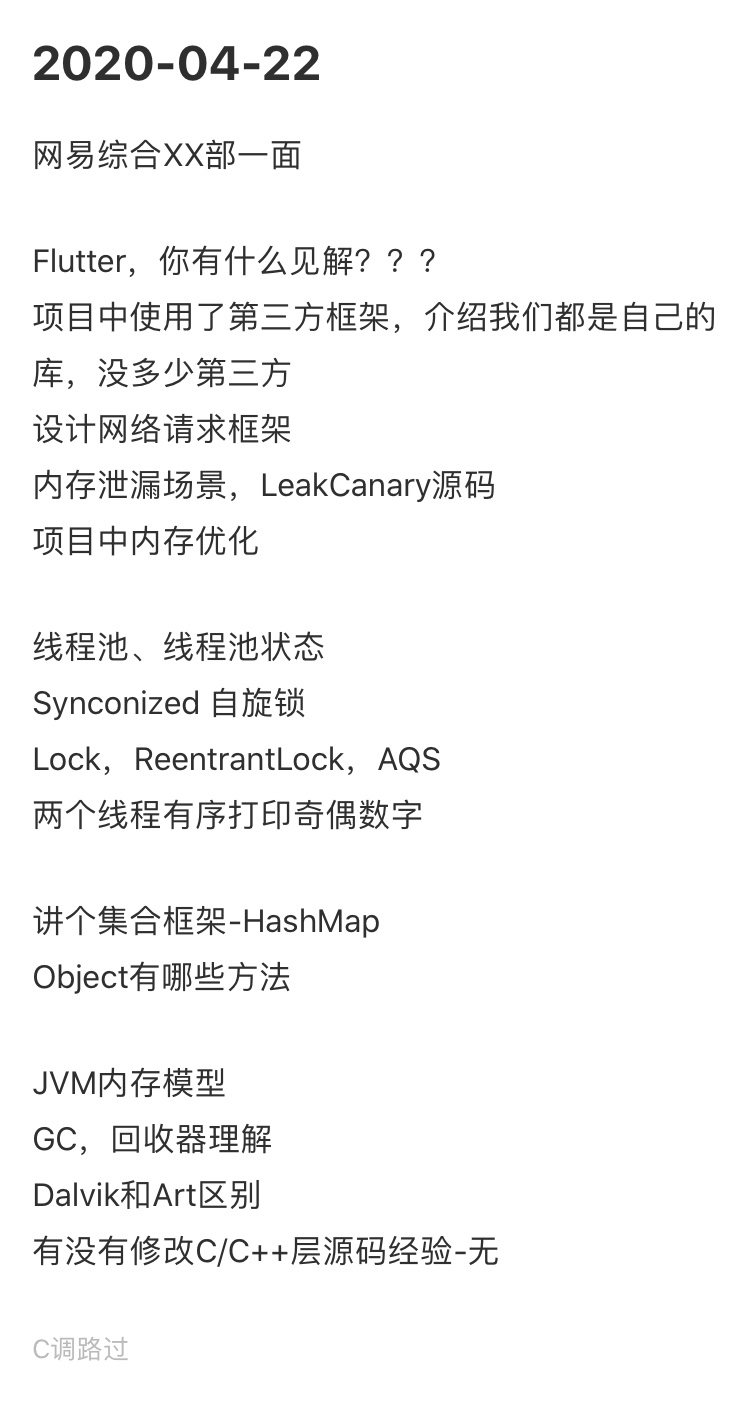 2020-04-22
网易综合XX部一面
Flutter，你有什么见解？？？
项目中使用了第三方框架，介绍我们都是自己的
库，没多少第三方
设计网络请求框架
内存泄漏场景，LeakCanary源码
项目中内存优化
线程池、线程池状态
Synconized 自旋锁
Lock，ReentrantLock，AQS
两个线程有序打印奇偶数字
讲个集合框架-HashMap
Object有哪些方法
JVM内存模型
GC，回收器理解
Dalvik和Art区别
有没有修改C/C++层源码经验-无
C调路过